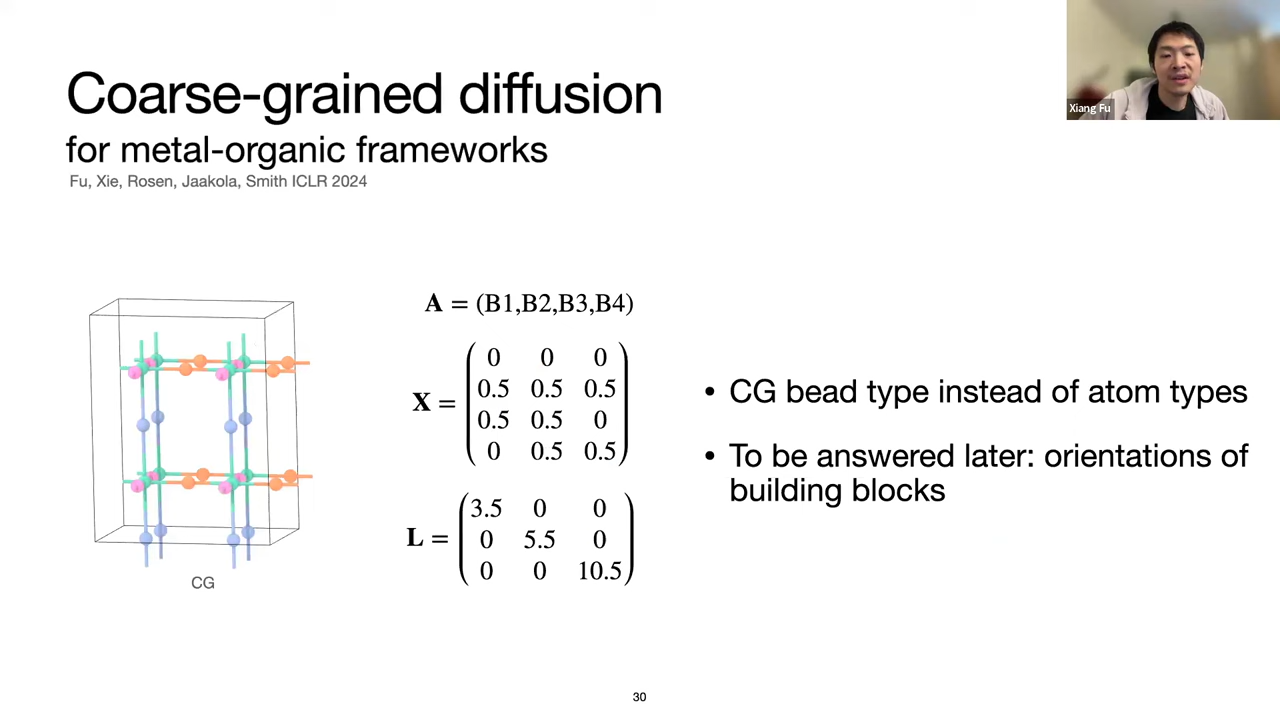 Coarse-grained diffusion
for metal-organic frameworks
Fu, Xie, Rosen, Jaakola, Smith ICLR 2024
Xiang Fu
A = (B1,B2,B3,B4)
X =
0 0 0
0.5 0.5 0.5
0.5 0.5 0
0 0.5 0.5
L =
3.5 0 0
0 5.5 0
0 0 10.5
CG
• CG bead type instead of atom types
• To be answered later: orientations of
building blocks
30